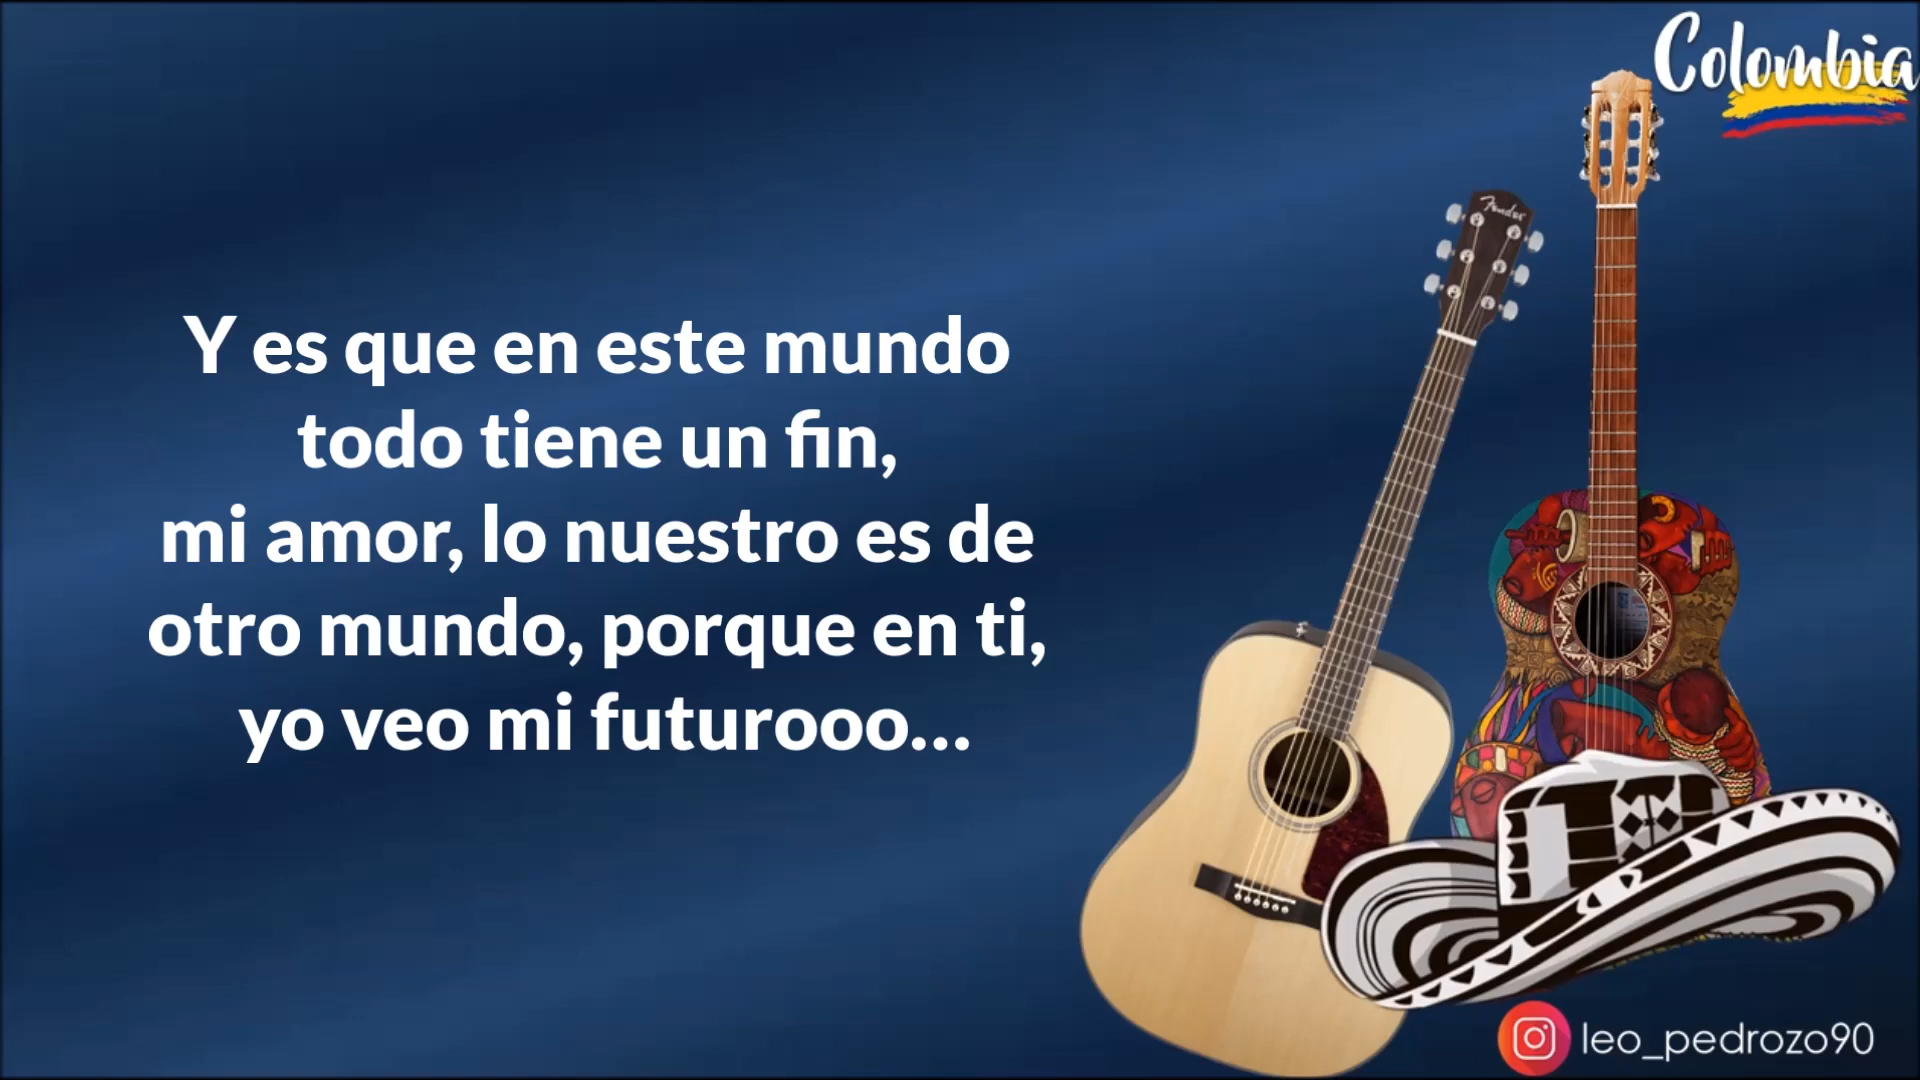 Colombia
Fender
Y es que en este mundo
todo tiene un fin,
mi amor, lo nuestro es de
otro mundo, porque en ti,
yo veo mi futurooo...
leo_pedrozo90